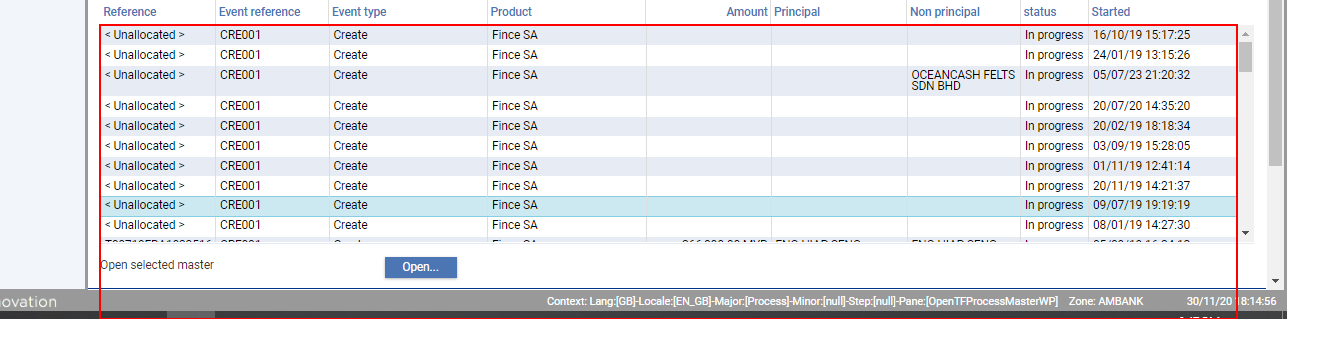 Reference Event reference Event type Product Amount Principal Non principal status Started
< Unallocated > CRE001 Create Fince SA In progress 16/10/19 15:17:25
< Unallocated > CRE001 Create Fince SA In progress 24/01/19 13:15:26
< Unallocated > CRE001 Create Fince SA OCEANCASH FELTS In progress 05/07/23 21:20:32
SDN BHD
< Unallocated > CRE001 Create Fince SA In progress 20/07/20 14:35:20
< Unallocated > CRE001 Create Fince SA In progress 20/02/19 18:18:34
< Unallocated > CRE001 Create Fince SA In progress 03/09/19 15:28:05
< Unallocated > CRE001 Create Fince SA In progress 01/11/19 12:41:14
< Unallocated > CRE001 Create Fince SA In progress 20/11/19 14:21:37
< Unallocated > CRE001 Create Fince SA In progress 09/07/19 19:19:19
< Unallocated > CRE001 Create Fince SA In progress 08/01/19 14:27:30
Open selected master Open...
novation Context: Lang:[GB]-Locale:[EN_GB]-Major:[Process]-Minor:[null]-Step:[null]-Pane:[OpenTFProcessMasterWP] Zone: AMBANK 30/11/20 18:14:56